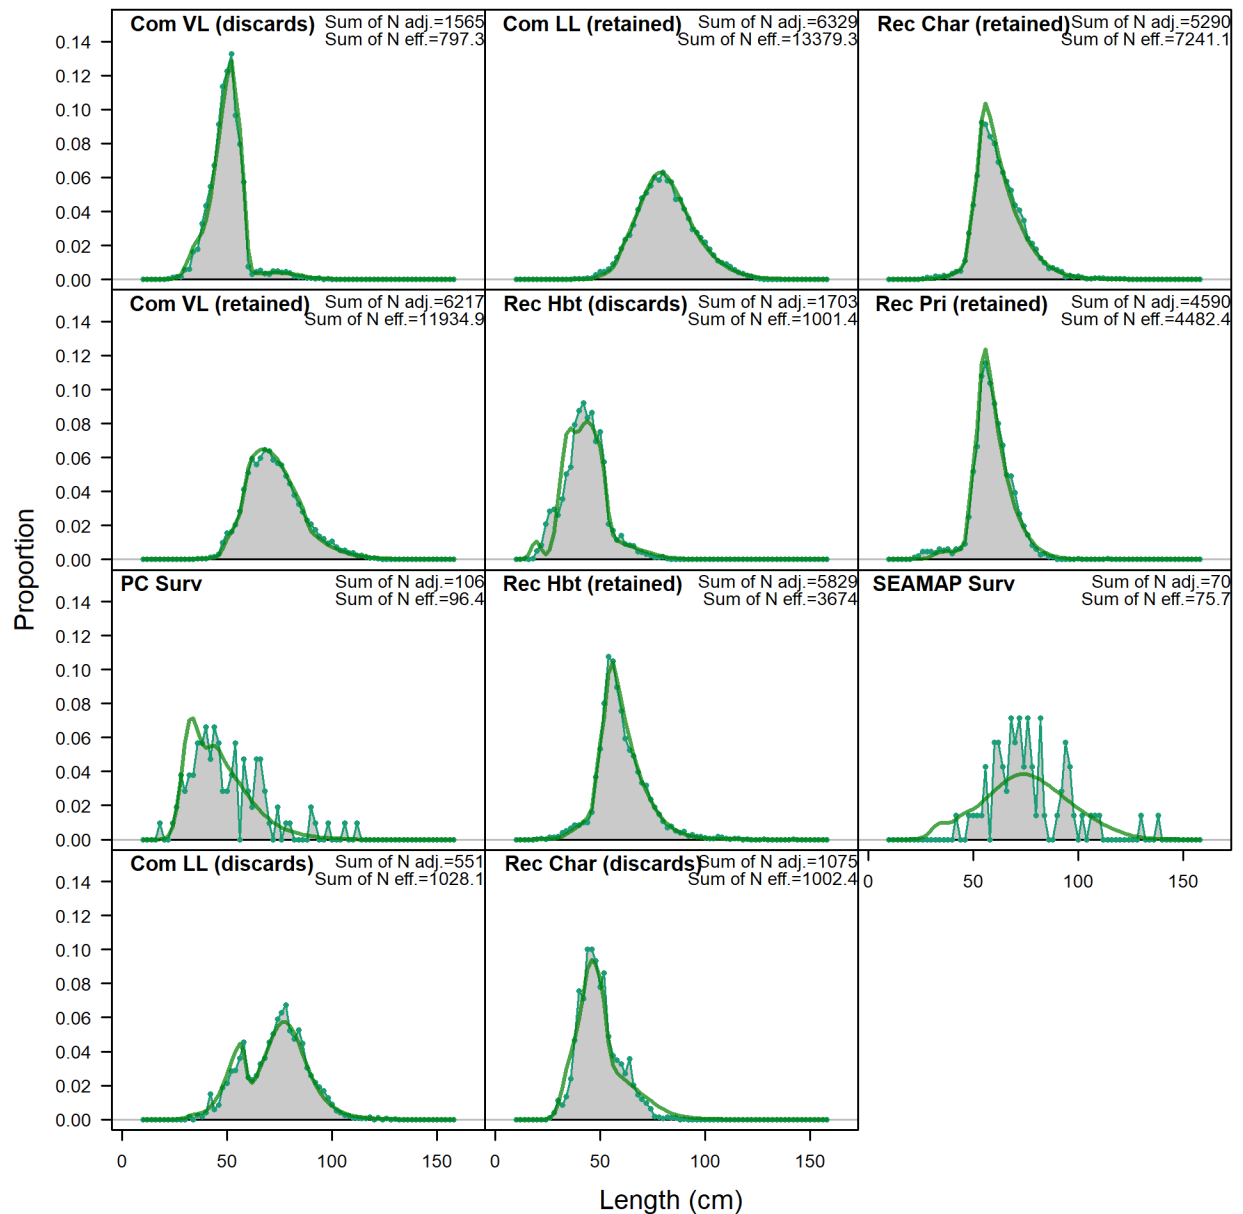 Com VL (discards)
Sum of N adj.=1565
Sum of N eff.=797.3
Com LL (retained)
Sum of N adj.=6329
Sum of N eff.=13379.3
Rec Char (retained)
Sum of N adj.=5290
Sum of N eff.=7241.1
0.14
0.12
0.10
0.08
0.06
0.04
0.02
0.00
Com VL (retained)
Sum of N adj.=6217
Sum of N eff.=11934.9
Rec Hbt (discards)
Sum of N adj.=1703
Sum of N eff.=1001.4
Rec Pri (retained)
Sum of N adj.=4590
Sum of N eff.=4482.4
0.14
0.12
0.10
0.08
0.06
0.04
0.02
0.00
Proportion
PC Surv
Sum of N adj.=106
Sum of N eff.=96.4
Rec Hbt (retained)
Sum of N adj.=5829
Sum of N eff.=3674
SEAMAP Surv
Sum of N adj.=70
Sum of N eff.=75.7
0.14
0.12
0.10
0.08
0.06
0.04
0.02
0.00
0 50 100 150
Com LL (discards)
Sum of N adj.=551
Sum of N eff.=1028.1
Rec Char (discards)
Sum of N adj.=1075
Sum of N eff.=1002.4
0.14
0.12
0.10
0.08
0.06
0.04
0.02
0.00
0 50 100 150
0 50 100 150
Length (cm)